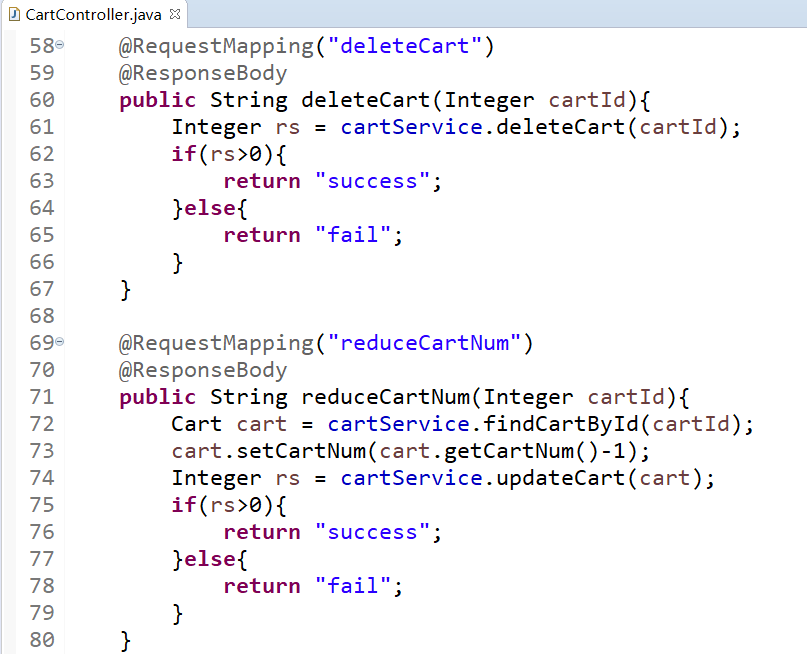 CartController.java
58 @RequestMapping("deleteCart")
59 @ResponseBody
60 public String deleteCart(Integer cartId){
61 Integer rs = cartService.deleteCart(cartId);
62 if(rs>0){
63 return "success";
64 }else{
65 return "fail";
66 }
67 }
68
69 @RequestMapping("reduceCartNum")
70 @ResponseBody
71 public String reduceCartNum(Integer cartId){
72 Cart cart = cartService.findCartById(cartId);
73 cart.setCartNum(cart.getCartNum()-1);
74 Integer rs = cartService.updateCart(cart);
75 if(rs>0){
76 return "success";
77 }else{
78 return "fail";
79 }
80 }